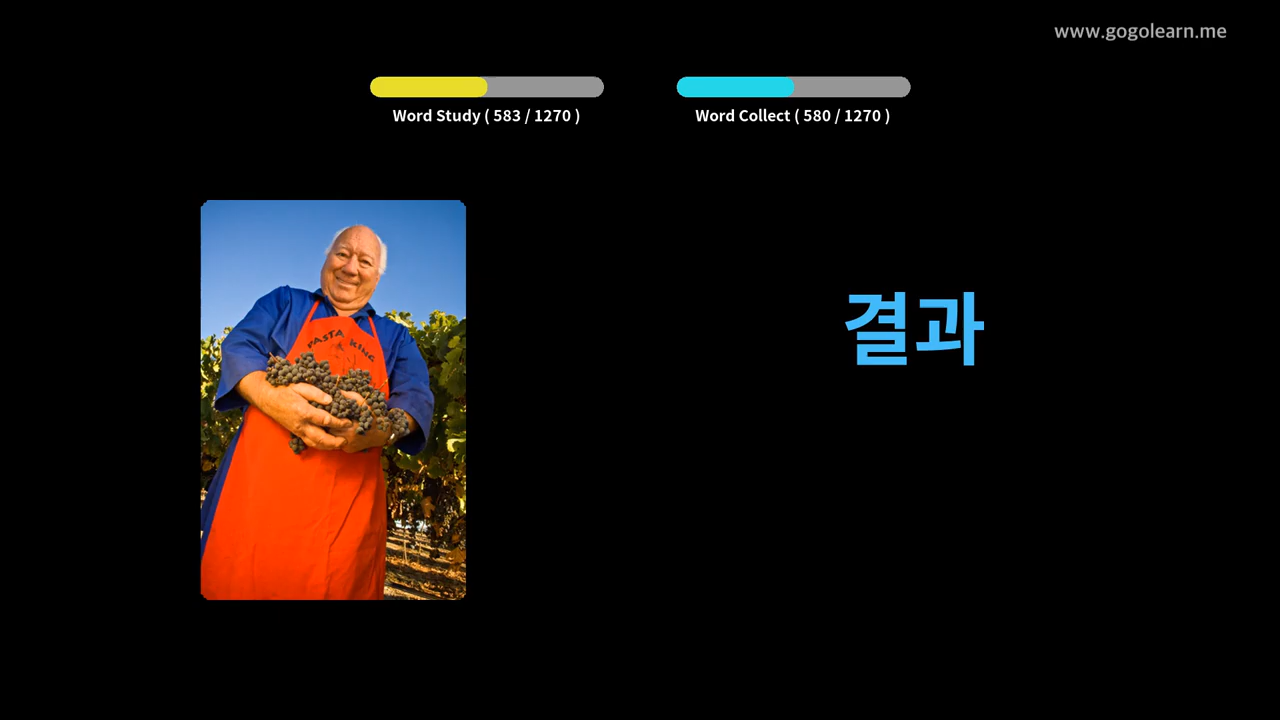 www.gogolearn.me
Word Study ( 583 / 1270 )
Word Collect ( 580 / 1270 )
PASTA KING
결과